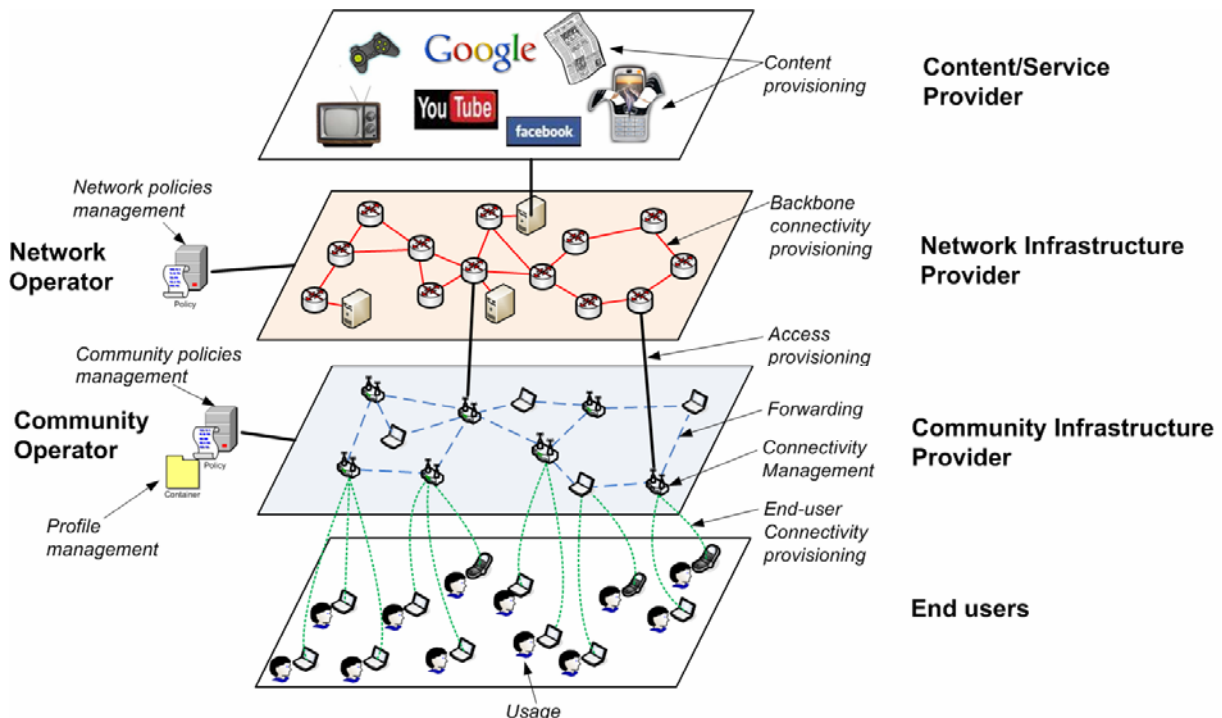 Google
You Tube
facebook
Content
provisioning
Content/Service
Provider
Network policies
management
Network
Operator
Policy
Backbone
connectivity
provisioning
Network Infrastructure
Provider
Access
provisioning
Community policies
management
Community
Operator
Policy
Container
Profile
management
Forwarding
Connectivity
Management
Community Infrastructure
Provider
End-user
Connectivity
provisioning
End users
Usage